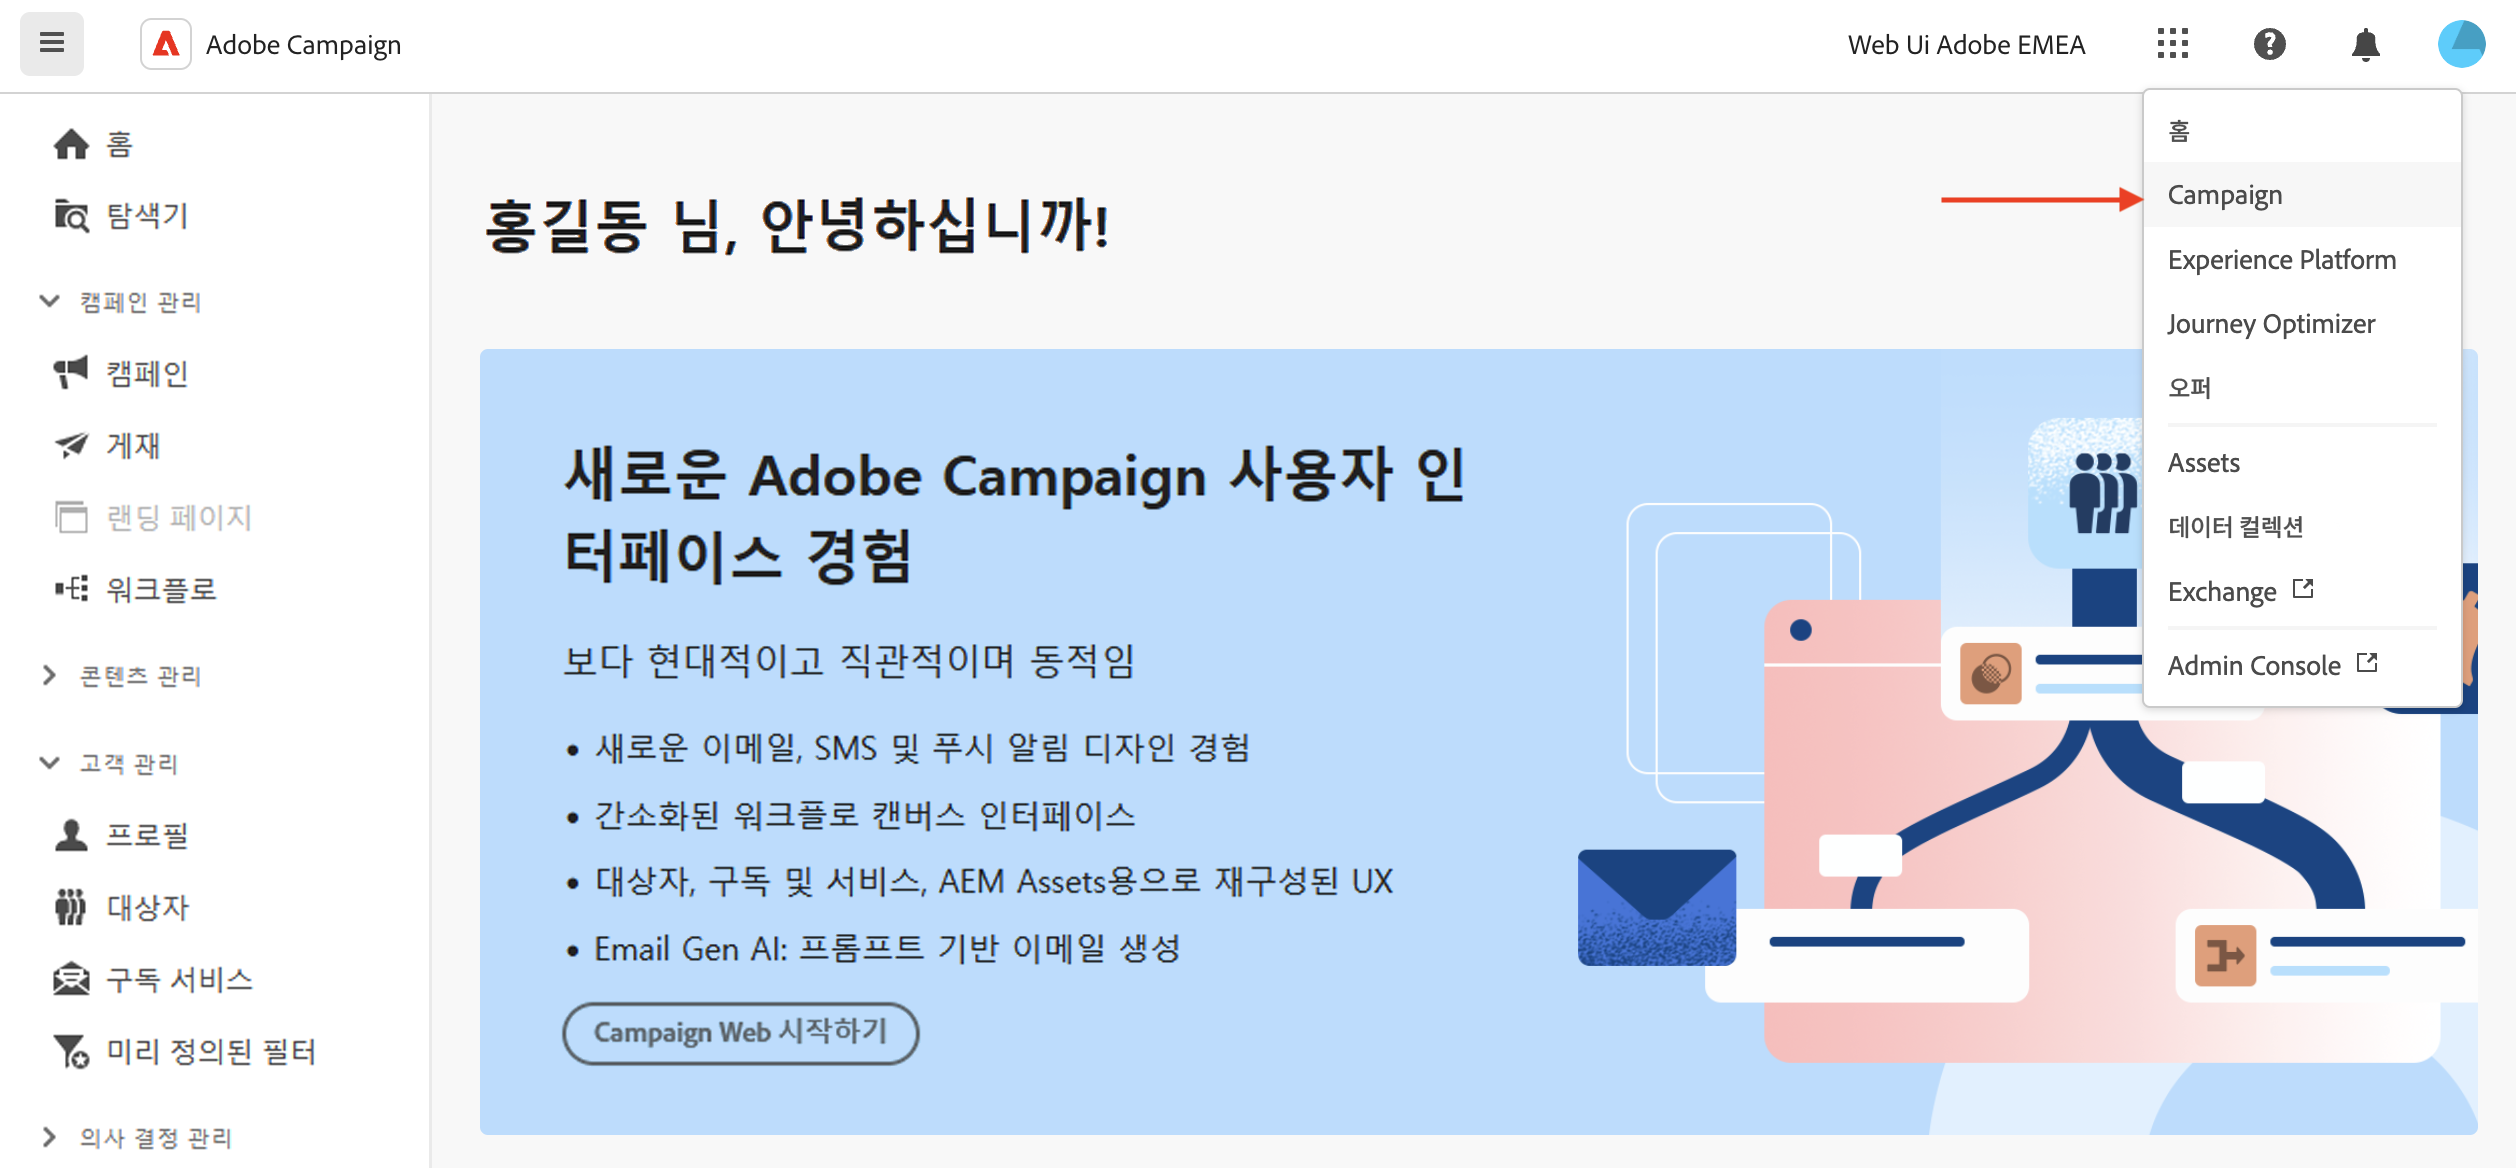 Adobe Campaign
Web Ui Adobe EMEA
홈
탐색기
캠페인 관리
캠페인
게재
랜딩 페이지
워크플로
콘텐츠 관리
고객 관리
프로필
대상자
구독 서비스
미리 정의된 필터
의사 결정 관리
홍길동 님, 안녕하십니까!
새로운 Adobe Campaign 사용자 인
터페이스 경험
보다 현대적이고 직관적이며 동적임
• 새로운 이메일, SMS 및 푸시 알림 디자인 경험
• 간소화된 워크플로 캔버스 인터페이스
• 대상자, 구독 및 서비스, AEM Assets용으로 재구성된 UX
• Email Gen AI: 프롬프트 기반 이메일 생성
Campaign Web 시작하기
홈
Campaign
Experience Platform
Journey Optimizer
오퍼
Assets
데이터 컬렉션
Exchange
Admin Console